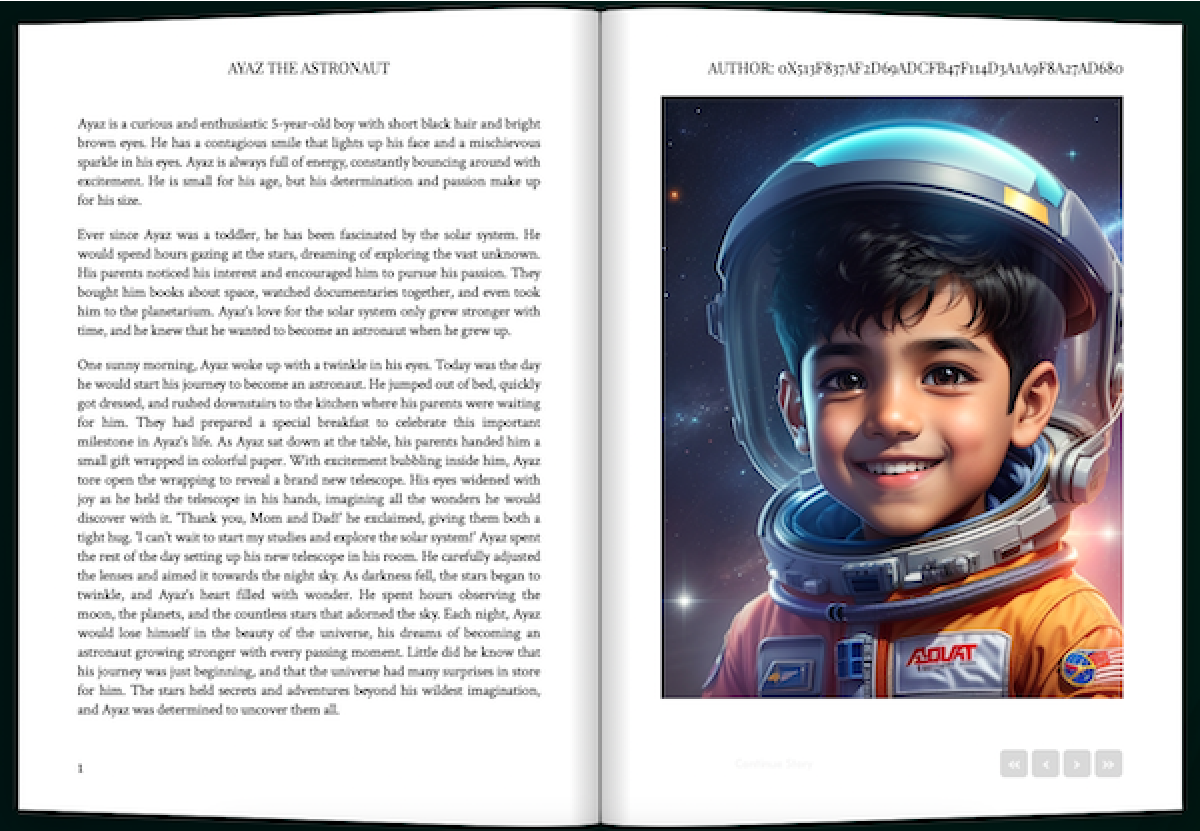 AYAZ THE ASTRONAUT
Ayaz is a curious and enthusiastic 5-year-old boy with short black hair and bright
brown eyes. He has a contagious smile that lights up his face and a mischievous
sparkle in his eyes. Ayaz is always full of energy, constantly bouncing around with
excitement. He is small for his age, but his determination and passion make up
for his size.
Ever since Ayaz was a toddler, he has been fascinated by the solar system. He
would spend hours gazing at the stars, dreaming of exploring the vast unknown.
His parents noticed his interest and encouraged him to pursue his passion. They
bought him books about space, watched documentaries together, and even took
him to the planetarium. Ayaz's love for the solar system only grew stronger with
time, and he knew that he wanted to become an astronaut when he grew up.
One sunny morning, Ayaz woke up with a twinkle in his eyes. Today was the day
he would start his journey to become an astronaut. He jumped out of bed, quickly
got dressed, and rushed downstairs to the kitchen where his parents were waiting
for him. They had prepared a special breakfast to celebrate this important
milestone in Ayaz's life. As Ayaz sat down at the table, his parents handed him a
small gift wrapped in colorful paper. With excitement bubbling inside him, Ayaz
tore open the wrapping to reveal a brand new telescope. His eyes widened with
joy as he held the telescope in his hands, imagining all the wonders he would
discover with it. 'Thank you, Mom and Dad!' he exclaimed, giving them both a
tight hug. 'I can't wait to start my studies and explore the solar system!' Ayaz spent
the rest of the day setting up his new telescope in his room. He carefully adjusted
the lenses and aimed it towards the night sky. As darkness fell, the stars began to
twinkle, and Ayaz's heart filled with wonder. He spent hours observing the
moon, the planets, and the countless stars that adorned the sky. Each night, Ayaz
would lose himself in the beauty of the universe, his dreams of becoming an
astronaut growing stronger with every passing moment. Little did he know that
his journey was just beginning, and that the universe had many surprises in store
for him. The stars held secrets and adventures beyond his wildest imagination,
and Ayaz was determined to uncover them all.
1
AUTHOR: 0X513F837AF2D69ADCFB47F114D3A1A9F8A27AD680
Continue Story